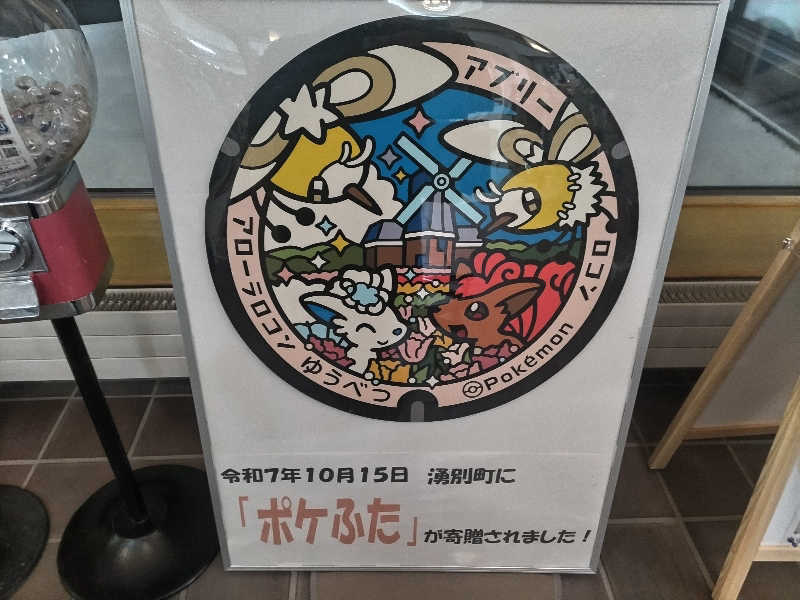 アブリー
アローラロコン
ロコン
ゆうべつ
©Pokémon
令和7年10月15日 湧別町に
「ポケふた」が寄贈されました!